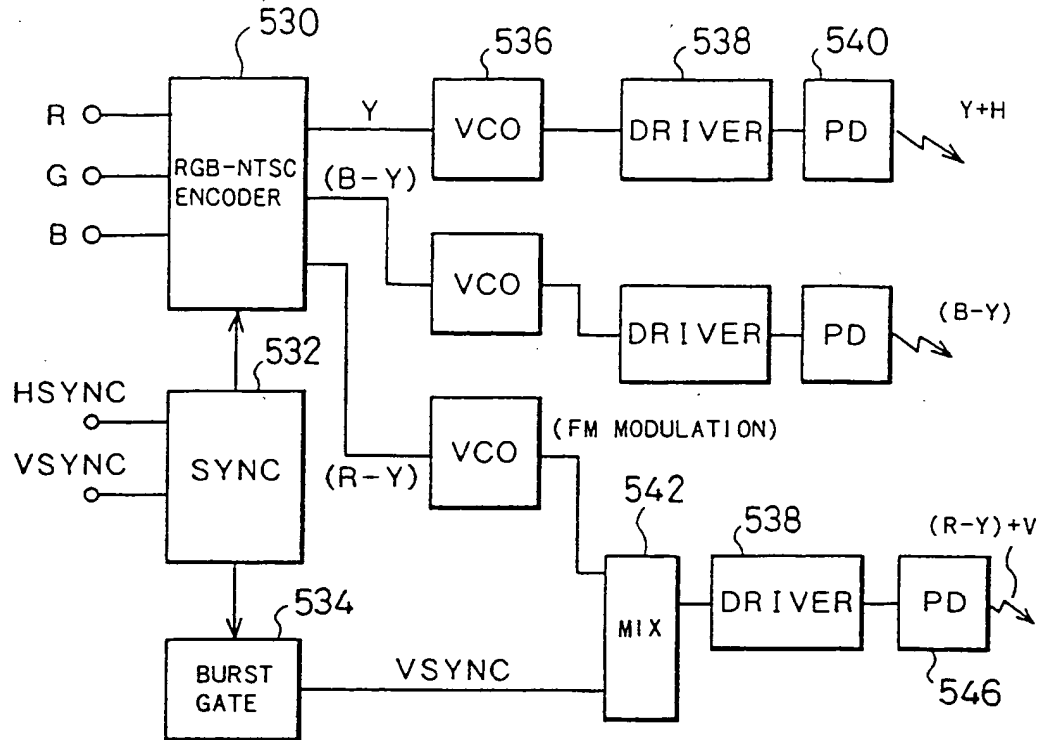 530
536
538
540
R
G
B
RGB-NTSC
ENCODER
Y
(B-Y)
(R-Y)
VCO
DRIVER
PD
Y+H
VCO
DRIVER
PD
(B-Y)
532
HSYNC
VSYNC
SYNC
VCO
(FM MODULATION)
542
538
(R-Y)+V
MIX
DRIVER
PD
546
534
BURST
GATE
VSYNC